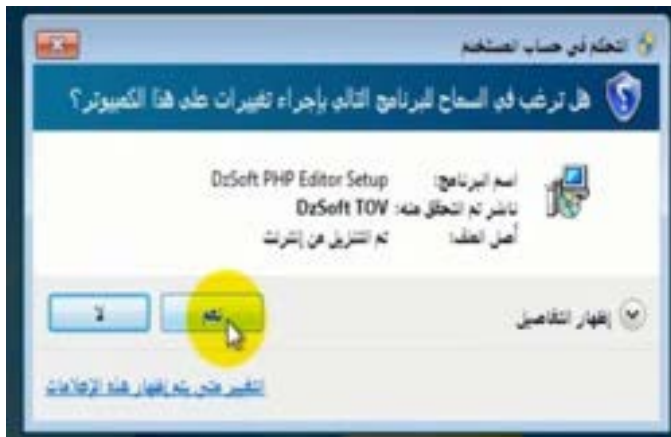 التحكم في حساب المستخدم
هل ترغب في السماح للبرنامج التالي بإجراء تغييرات على هذا الكمبيوتر؟
اسم البرنامج: DzSoft PHP Editor Setup
ناشر تم التحقق منه: DzSoft TOV
أصل الملف: تم التنزيل من إنترنت
إظهار التفاصيل
نعم
لا
التغيير متى يتم إظهار هذه الإعلامات